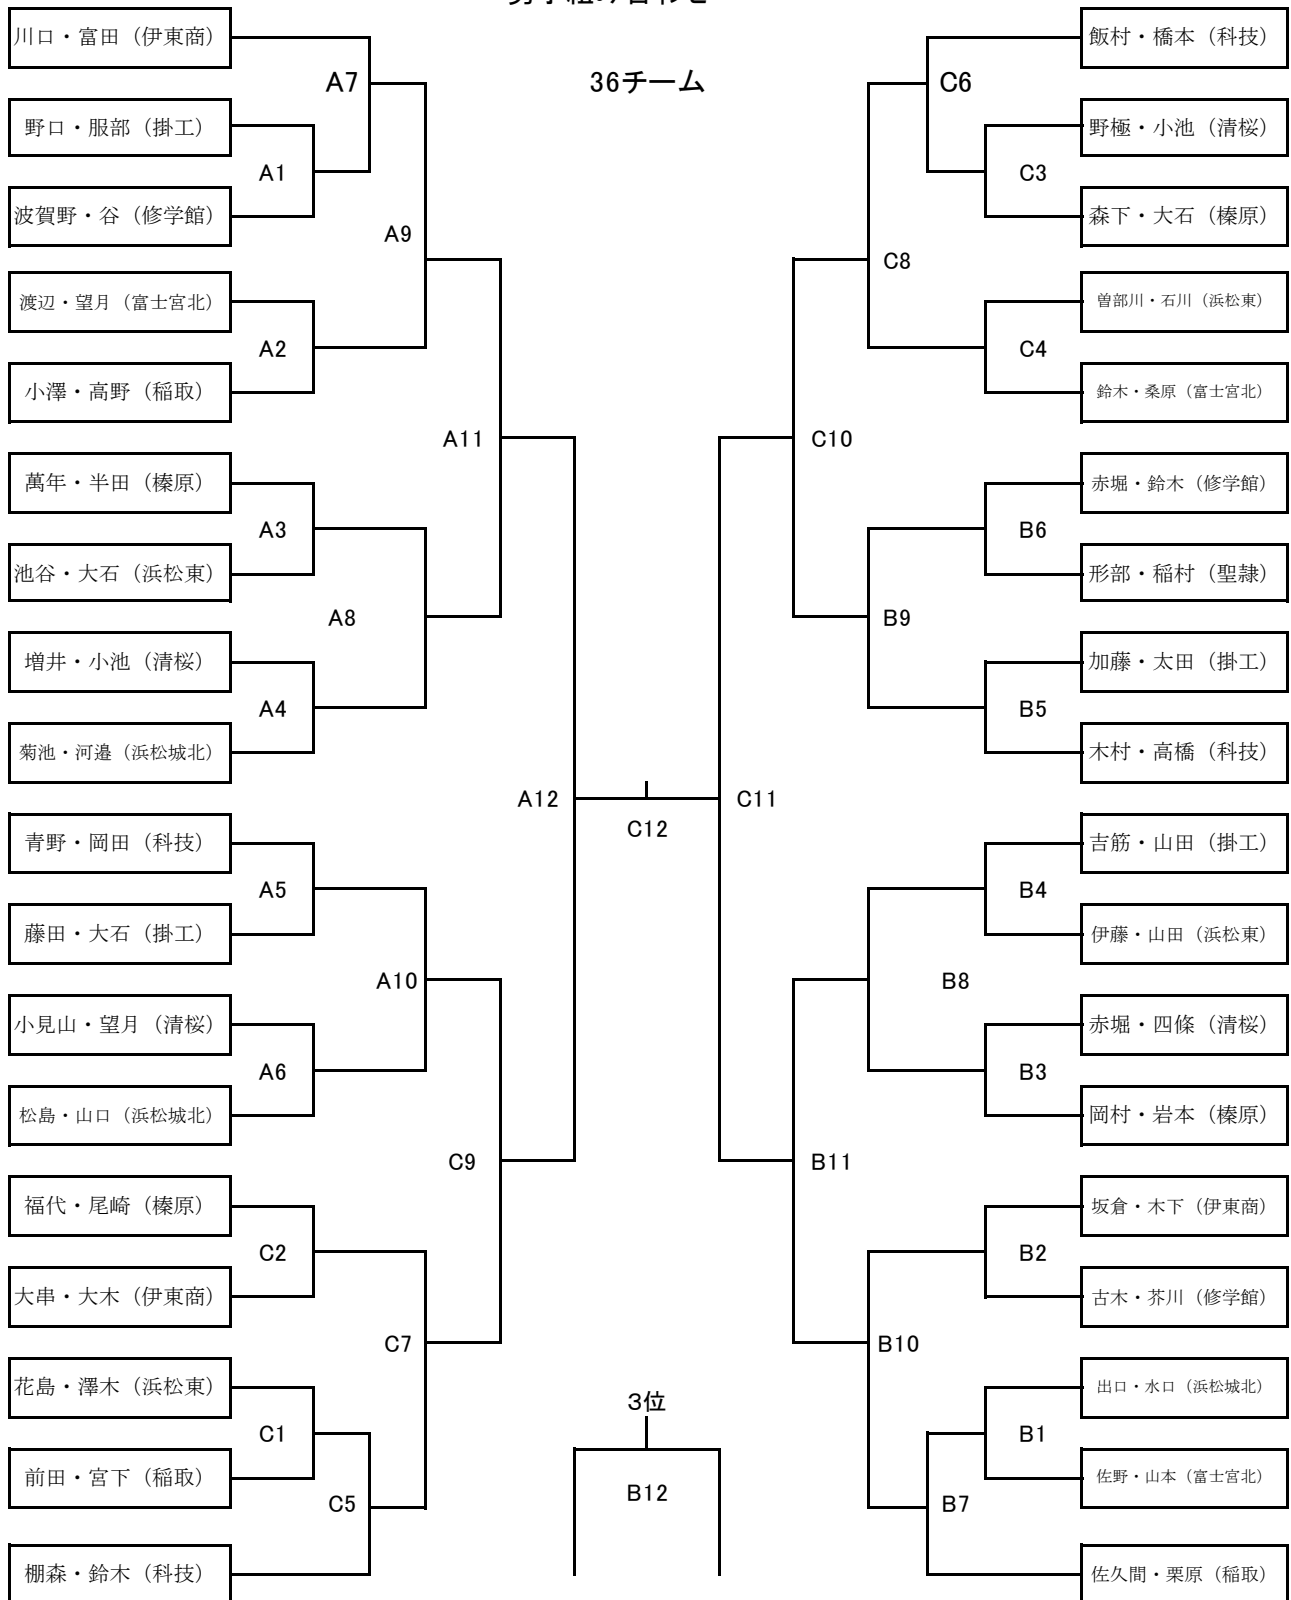 36チーム
川口・富田（伊東商）
A7
野口・服部（掛工）
A1
波賀野・谷（修学館）
A9
渡辺・望月（富士宮北）
A2
小澤・高野（稲取）
A11
萬年・半田（榛原）
A3
池谷・大石（浜松東）
A8
増井・小池（清桜）
A4
菊池・河邉（浜松城北）
A12
青野・岡田（科技）
A5
藤田・大石（掛工）
A10
小見山・望月（清桜）
A6
松島・山口（浜松城北）
C9
福代・尾崎（榛原）
C2
大串・大木（伊東商）
C7
花島・澤木（浜松東）
C1
前田・宮下（稲取）
C5
棚森・鈴木（科技）
C12
3位
B12
飯村・橋本（科技）
C6
野極・小池（清桜）
C3
森下・大石（榛原）
C8
曽部川・石川（浜松東）
C4
鈴木・桑原（富士宮北）
C10
赤堀・鈴木（修学館）
B6
形部・稲村（聖隷）
B9
加藤・太田（掛工）
B5
木村・高橋（科技）
C11
吉筋・山田（掛工）
B4
伊藤・山田（浜松東）
B8
赤堀・四條（清桜）
B3
岡村・岩本（榛原）
B11
坂倉・木下（伊東商）
B2
古木・芥川（修学館）
B10
出口・水口（浜松城北）
B1
佐野・山本（富士宮北）
B7
佐久間・栗原（稲取）